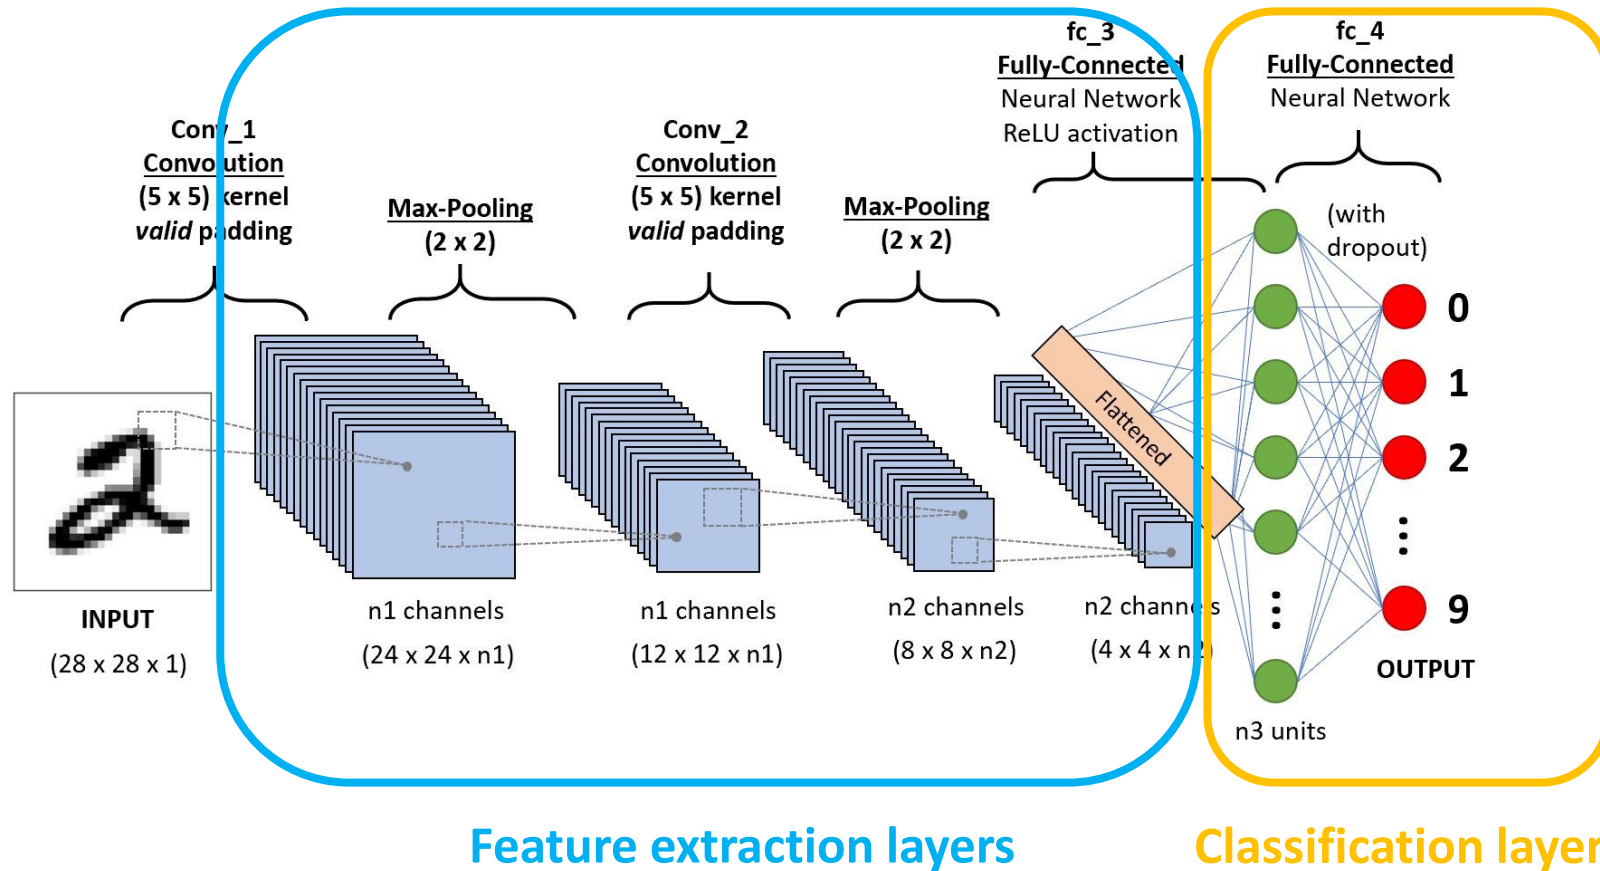 Conv_1
Convolution
(5 x 5) kernel
valid padding
Max-Pooling
(2 x 2)
Conv_2
Convolution
(5 x 5) kernel
valid padding
Max-Pooling
(2 x 2)
fc_3
Fully-Connected
Neural Network
ReLU activation
fc_4
Fully-Connected
Neural Network
(with
dropout)
Flattened
0
1
2
9
OUTPUT
INPUT
(28 x 28 x 1)
n1 channels
(24 x 24 x n1)
n1 channels
(12 x 12 x n1)
n2 channels
(8 x 8 x n2)
n2 channels
(4 x 4 x n2)
n3 units
2
Feature extraction layers
Classification layer